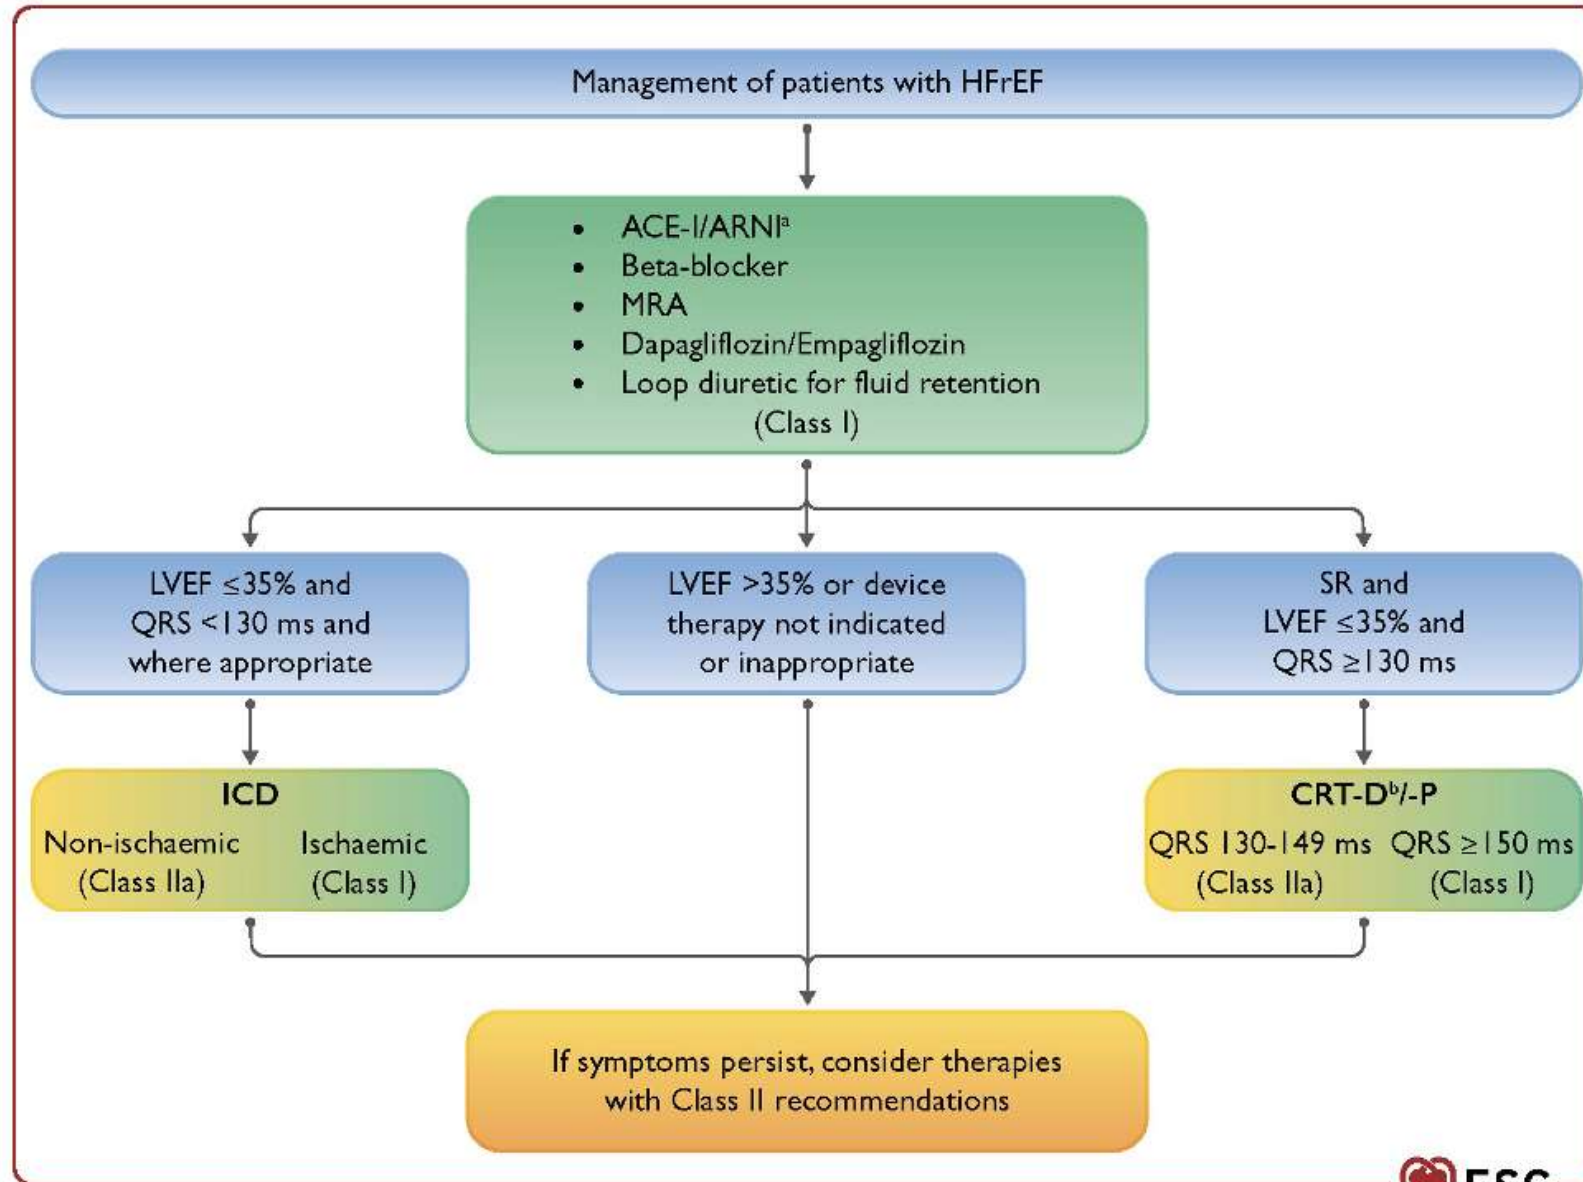 Management of patients with HFrEF
• ACE-I/ARNIᵃ
• Beta-blocker
• MRA
• Dapagliflozin/Empagliflozin
• Loop diuretic for fluid retention
(Class I)
LVEF ≤35% and
QRS <130 ms and
where appropriate
LVEF >35% or device
therapy not indicated
or inappropriate
SR and
LVEF ≤35% and
QRS ≥130 ms
ICD
Non-ischaemic
(Class IIa)
Ischaemic
(Class I)
CRT-Dᵇ/-P
QRS 130-149 ms
(Class IIa)
QRS ≥150 ms
(Class I)
If symptoms persist, consider therapies
with Class II recommendations
ESC